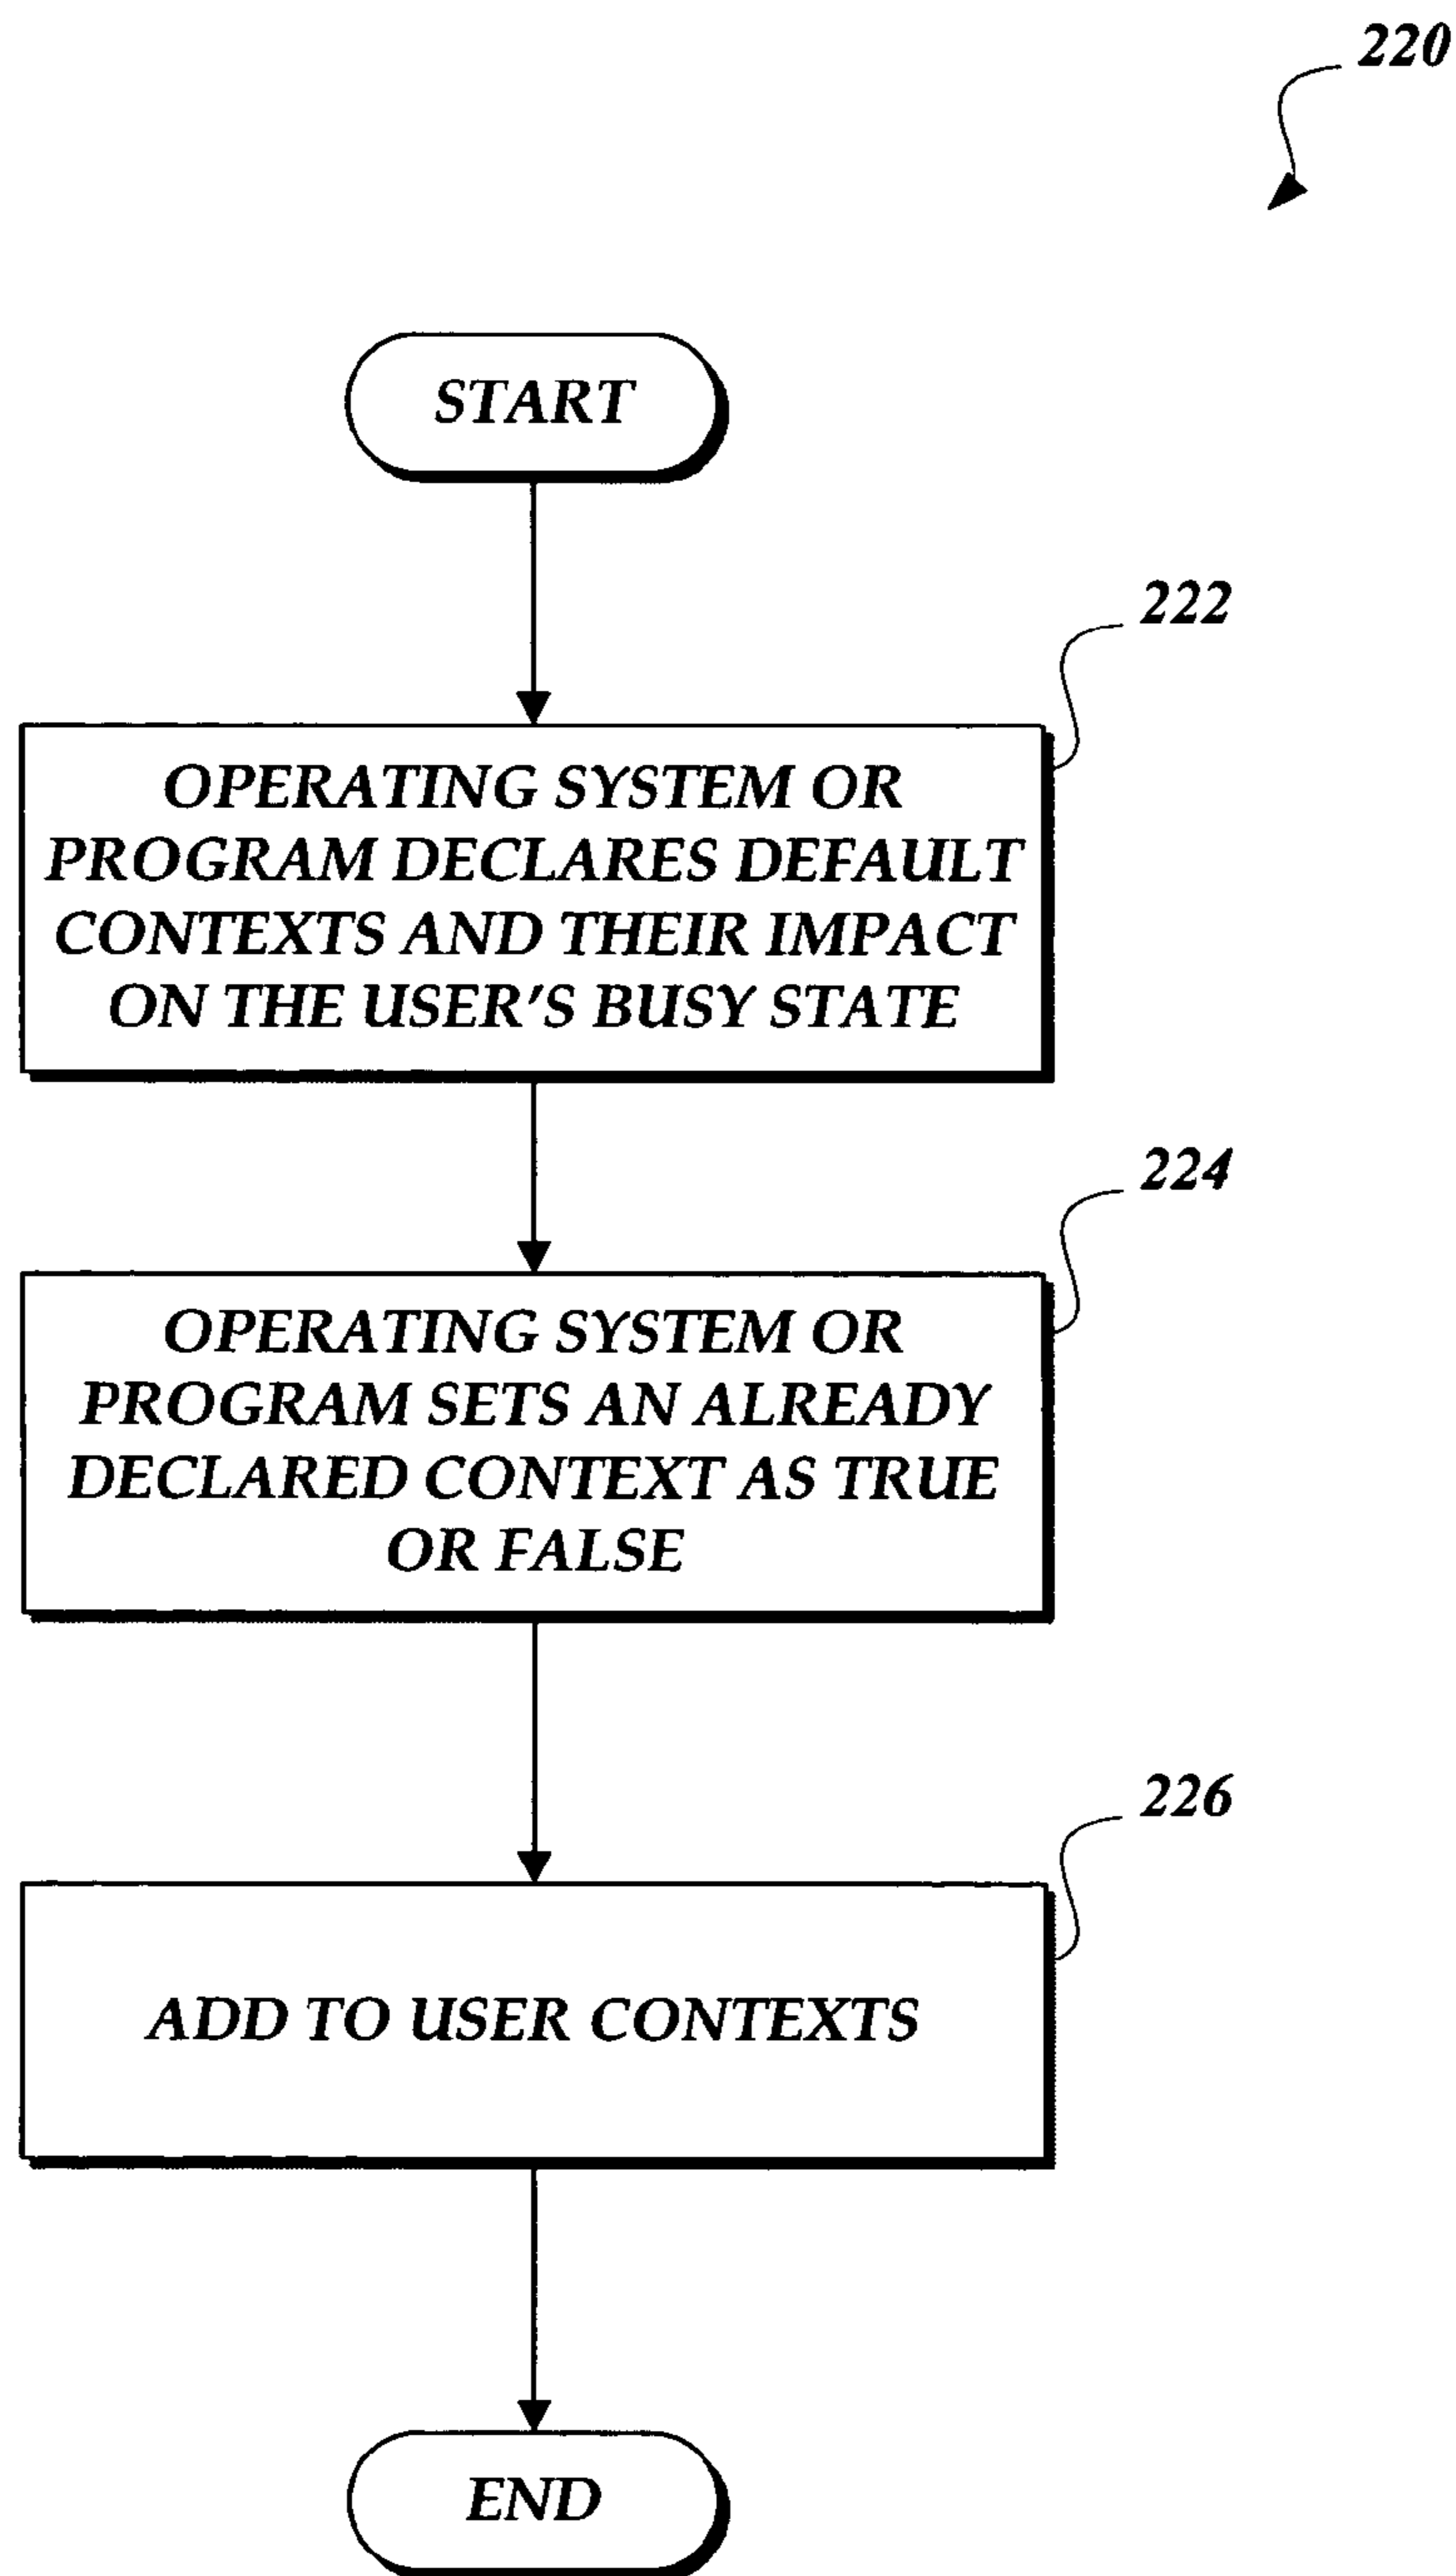 220
START
222
OPERATING SYSTEM OR
PROGRAM DECLARES DEFAULT
CONTEXTS AND THEIR IMPACT
ON THE USER'S BUSY STATE
224
OPERATING SYSTEM OR
PROGRAM SETS AN ALREADY
DECLARED CONTEXT AS TRUE
OR FALSE
226
ADD TO USER CONTEXTS
END